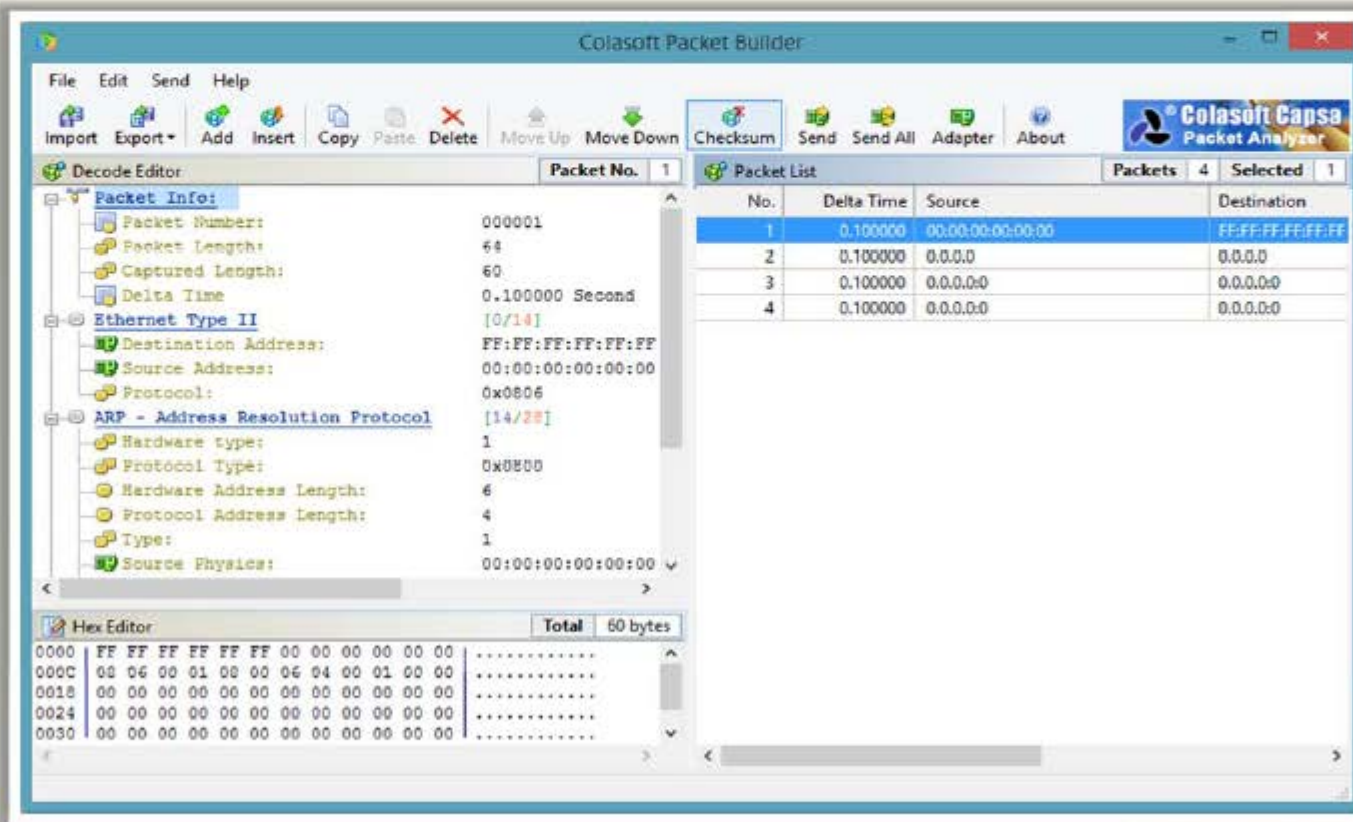 Colasoft Packet Builder
File Edit Send Help
Import Export Add Insert Copy Paste Delete Move Up Move Down Checksum Send Send All Adapter About
Colasoft Capsa
Packet Analyzer
Decode Editor Packet No. 1
Packet Info:
Packet Number: 000001
Packet Length: 64
Captured Length: 60
Delta Time 0.100000 Second
Ethernet Type II [0/14]
Destination Address: FF:FF:FF:FF:FF:FF
Source Address: 00:00:00:00:00:00
Protocol: 0x0806
ARP - Address Resolution Protocol [14/28]
Hardware type: 1
Protocol Type: 0x0800
Hardware Address Length: 6
Protocol Address Length: 4
Type: 1
Source Physics: 00:00:00:00:00:00
Hex Editor Total 60 bytes
0000 FF FF FF FF FF FF 00 00 00 00 00 00 ............
000C 08 06 00 01 08 00 06 04 00 01 00 00 ............
0018 00 00 00 00 00 00 00 00 00 00 00 00 ............
0024 00 00 00 00 00 00 00 00 00 00 00 00 ............
0030 00 00 00 00 00 00 00 00 00 00 00 00 ............
Packet List Packets 4 Selected 1
No. Delta Time Source Destination
1 0.100000 00:00:00:00:00:00 FF:FF:FF:FF:FF:FF
2 0.100000 0.0.0.0 0.0.0.0
3 0.100000 0.0.0.0:0 0.0.0.0:0
4 0.100000 0.0.0.0:0 0.0.0.0:0